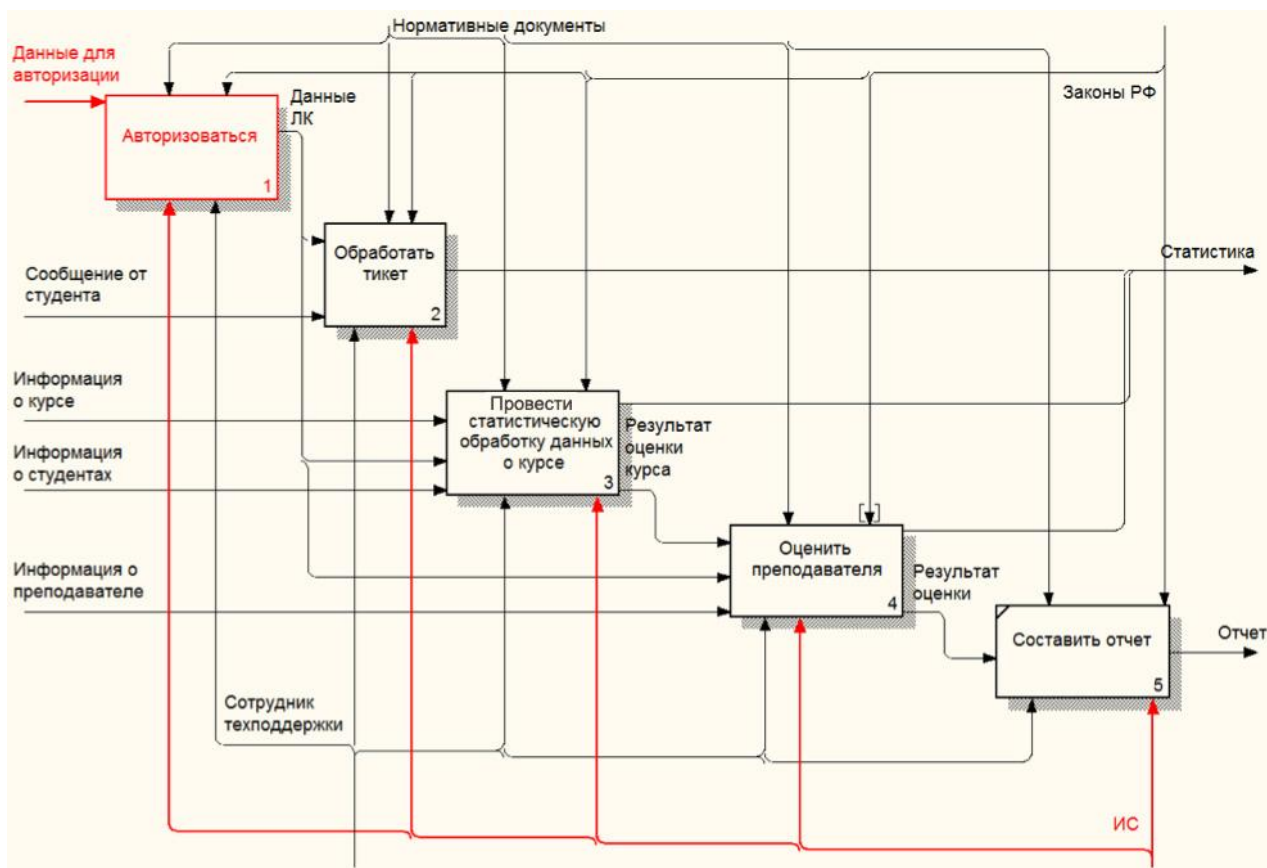 Нормативные документы
Данные для
авторизации
Данные
ЛК
Законы РФ
Авторизоваться
1
Обработать
тикет
2
Статистика
Сообщение от
студента
Информация
о курсе
Провести
статистическую
обработку данных
о курсе
3
Результат
оценки
курса
Информация
о студентах
Оценить
преподавателя
4
Информация о
преподавателе
Результат
оценки
Составить отчет
5
Отчет
Сотрудник
техподдержки
ИС